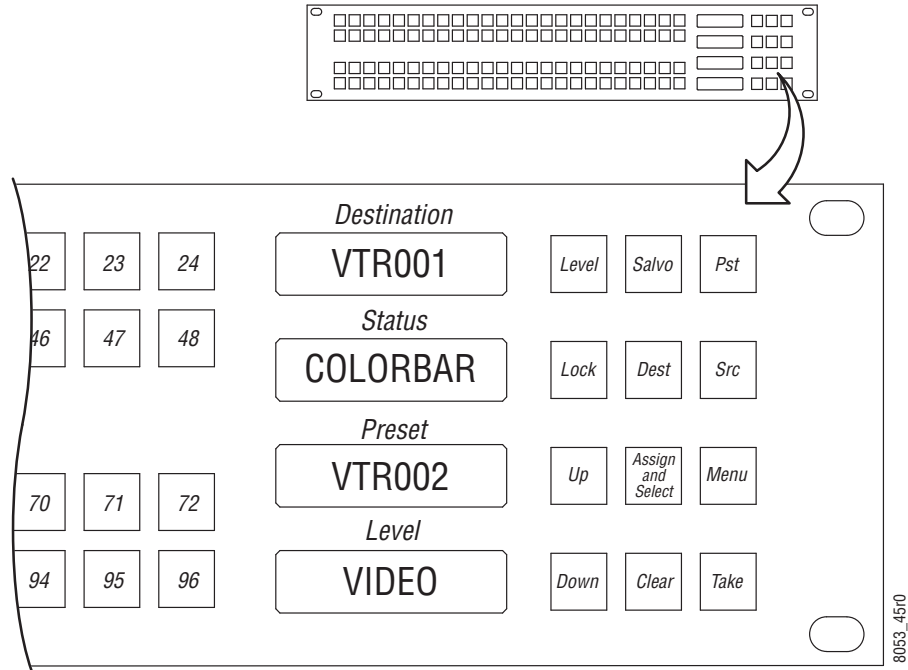 Destination
22 23 24 VTR001 Level Salvo Pst
Status
46 47 48 COLORBAR Lock Dest Src
Preset
VTR002 Up Assign and Select Menu
70 71 72
Level
94 95 96 VIDEO Down Clear Take
8053_45r0